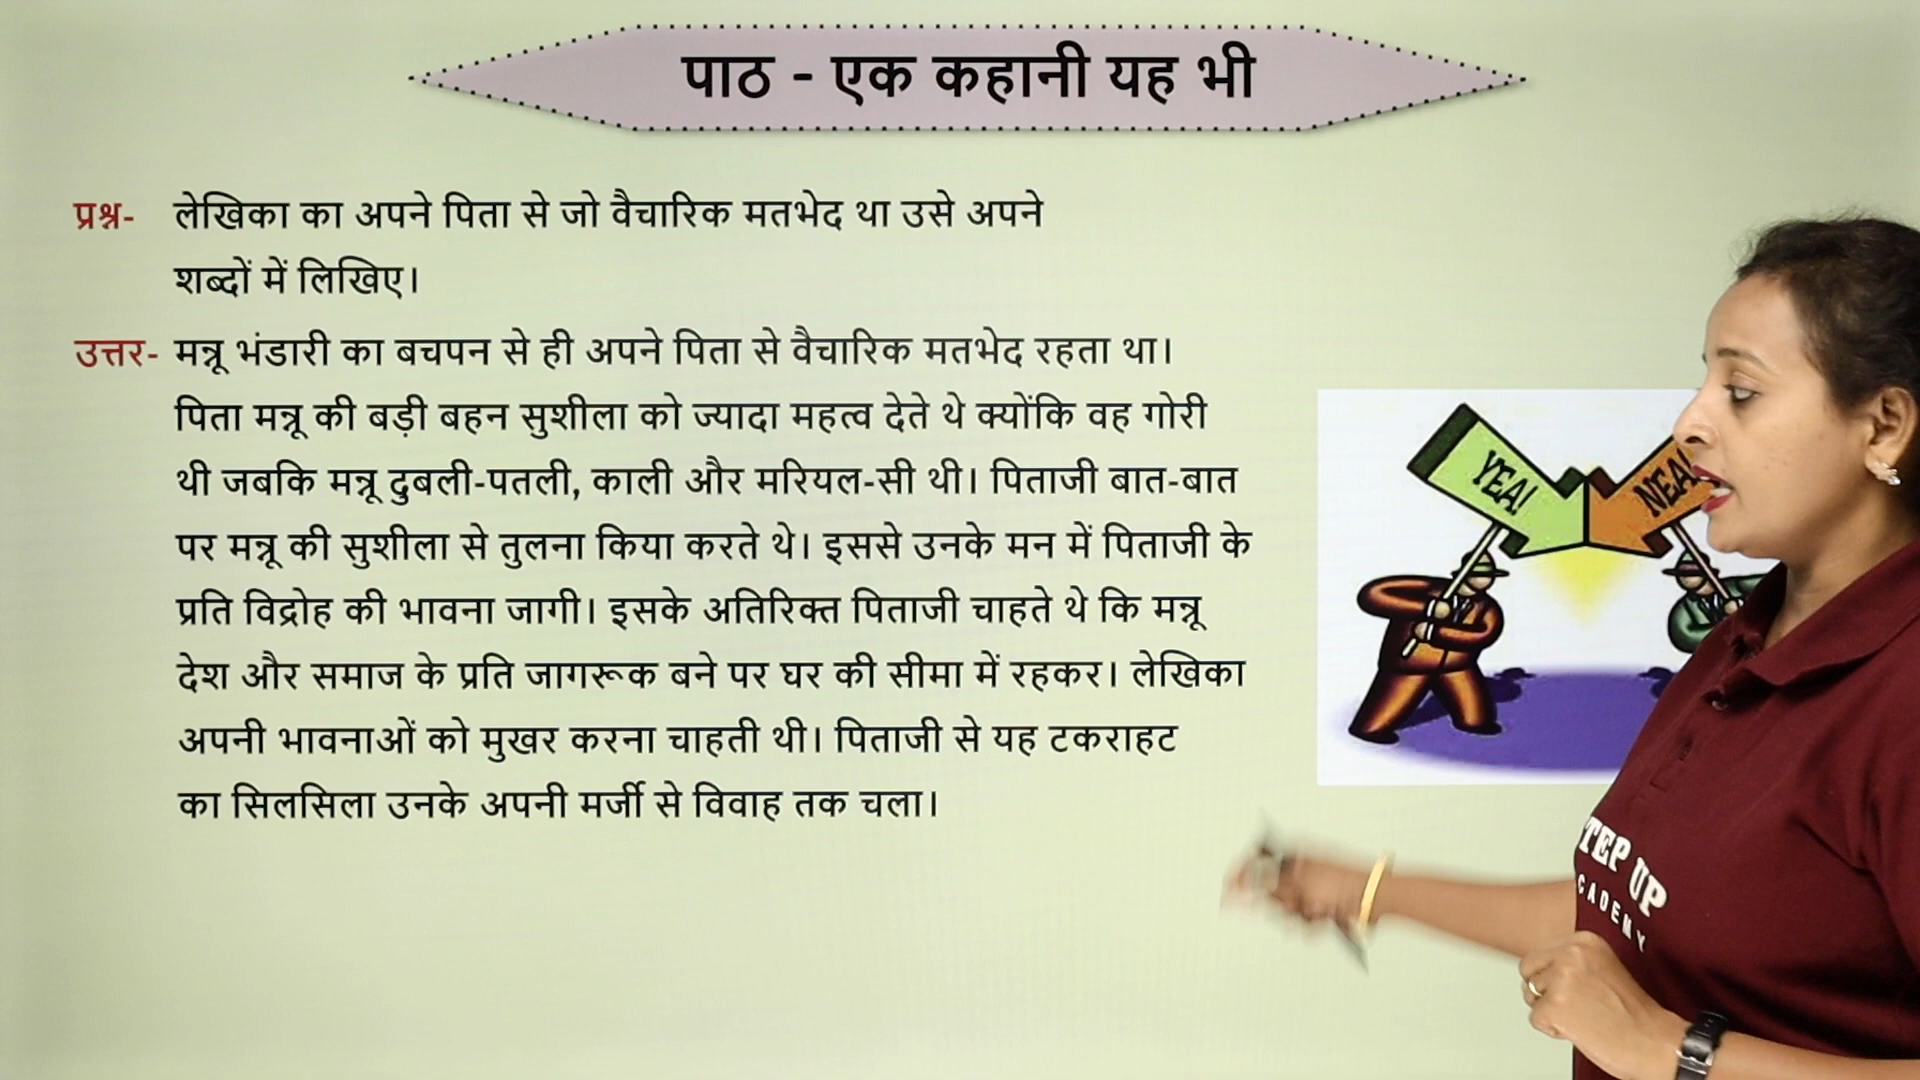 पाठ - एक कहानी यह भी
प्रश्न- लेखिका का अपने पिता से जो वैचारिक मतभेद था उसे अपने
शब्दों में लिखिए।
उत्तर- मन्नू भंडारी का बचपन से ही अपने पिता से वैचारिक मतभेद रहता था।
पिता मन्नू की बड़ी बहन सुशीला को ज्यादा महत्व देते थे क्योंकि वह गोरी
थी जबकि मन्नू दुबली-पतली, काली और मरियल-सी थी। पिताजी बात-बात
पर मन्नू की सुशीला से तुलना किया करते थे। इससे उनके मन में पिताजी के
प्रति विद्रोह की भावना जागी। इसके अतिरिक्त पिताजी चाहते थे कि मन्नू
देश और समाज के प्रति जागरूक बने पर घर की सीमा में रहकर। लेखिका
अपनी भावनाओं को मुखर करना चाहती थी। पिताजी से यह टकराहट
का सिलसिला उनके अपनी मर्जी से विवाह तक चला।
YEA!
NEA
TEP UP
CADEMY